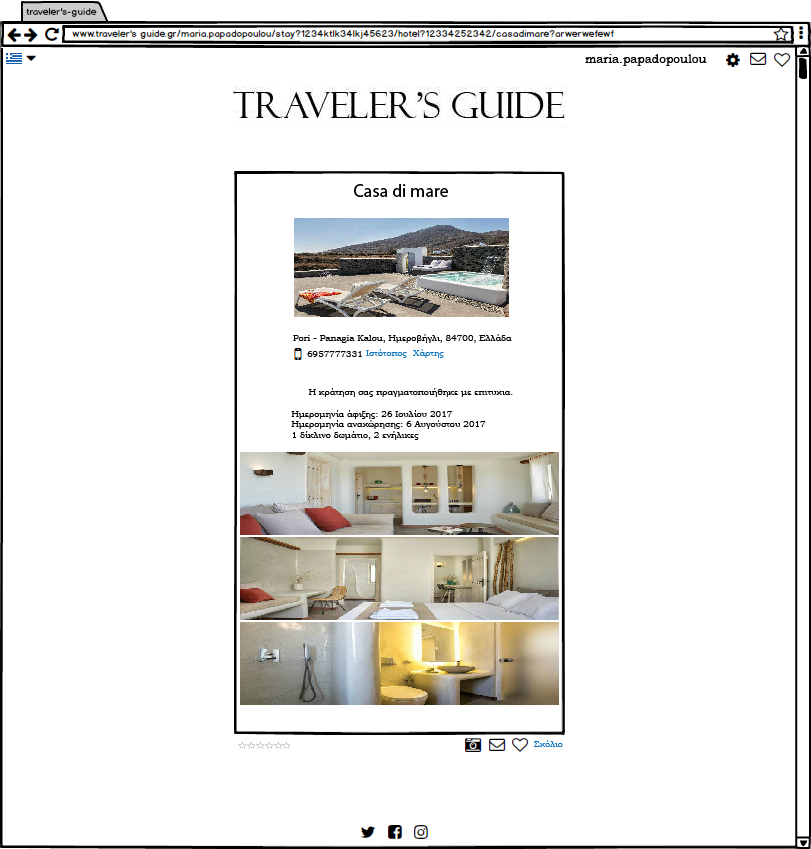 traveler's-guide
www.traveler's guide.gr/maria.papadopoulou/stay?1234ktlk34lkj45623/hotel?12334252342/casadimare?arwerwefewf
maria.papadopoulou
TRAVELER'S GUIDE
Casa di mare
Pori - Panagia Kalou, Ημεροβήγλι, 84700, Ελλάδα
6957777331 Ιστότοπος Χάρτης
Η κράτηση σας πραγματοποιήθηκε με επιτυχια.
Ημερομηνία άφιξης: 26 Ιουλίου 2017
Ημερομηνία αναχώρησης: 6 Αυγούστου 2017
1 δίκλινο δωμάτιο, 2 ενήλικες
Σχόλιο